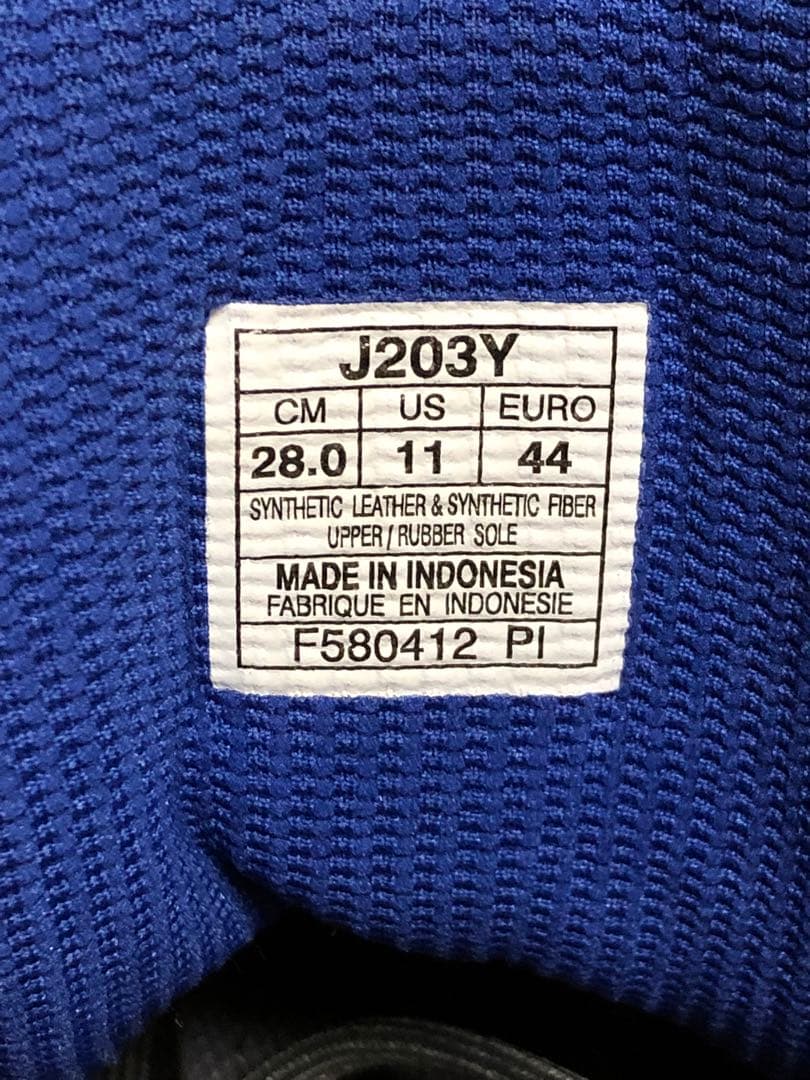 J203Y
CM US EURO
28.0 11 44
SYNTHETIC LEATHER & SYNTHETIC FIBER
UPPER / RUBBER SOLE
MADE IN INDONESIA
FABRIQUE EN INDONESIE
F580412 PI